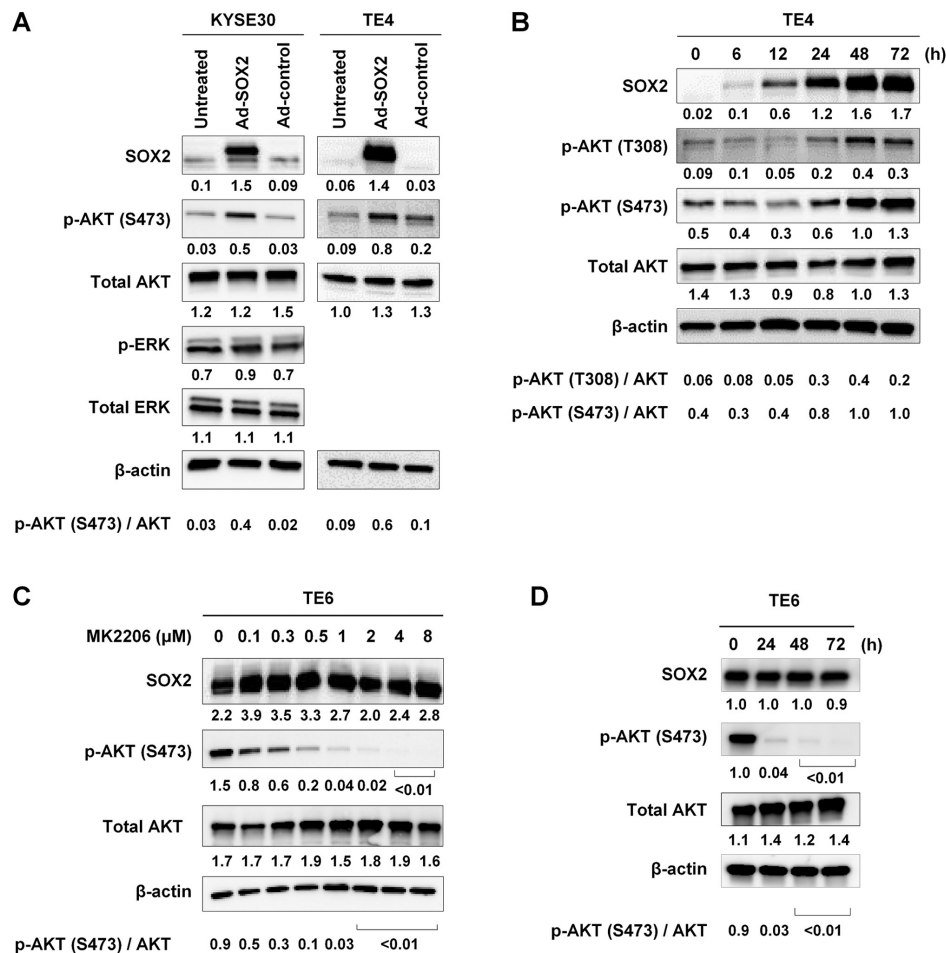 A
KYSE30 TE4
Untreated Ad-SOX2 Ad-control Untreated Ad-SOX2 Ad-control
SOX2
0.1 1.5 0.09 0.06 1.4 0.03
p-AKT (S473)
0.03 0.5 0.03 0.09 0.8 0.2
Total AKT
1.2 1.2 1.5 1.0 1.3 1.3
p-ERK
0.7 0.9 0.7
Total ERK
1.1 1.1 1.1
β-actin
p-AKT (S473) / AKT 0.03 0.4 0.02 0.09 0.6 0.1
B
TE4
0 6 12 24 48 72 (h)
SOX2
0.02 0.1 0.6 1.2 1.6 1.7
p-AKT (T308)
0.09 0.1 0.05 0.2 0.4 0.3
p-AKT (S473)
0.5 0.4 0.3 0.6 1.0 1.3
Total AKT
1.4 1.3 0.9 0.8 1.0 1.3
β-actin
p-AKT (T308) / AKT 0.06 0.08 0.05 0.3 0.4 0.2
p-AKT (S473) / AKT 0.4 0.3 0.4 0.8 1.0 1.0
C
TE6
MK2206 (μM) 0 0.1 0.3 0.5 1 2 4 8
SOX2
2.2 3.9 3.5 3.3 2.7 2.0 2.4 2.8
p-AKT (S473)
1.5 0.8 0.6 0.2 0.04 0.02 <0.01
Total AKT
1.7 1.7 1.7 1.9 1.5 1.8 1.9 1.6
β-actin
p-AKT (S473) / AKT 0.9 0.5 0.3 0.1 0.03 <0.01
D
TE6
0 24 48 72 (h)
SOX2
1.0 1.0 1.0 0.9
p-AKT (S473)
1.0 0.04 <0.01
Total AKT
1.1 1.4 1.2 1.4
β-actin
p-AKT (S473) / AKT 0.9 0.03 <0.01